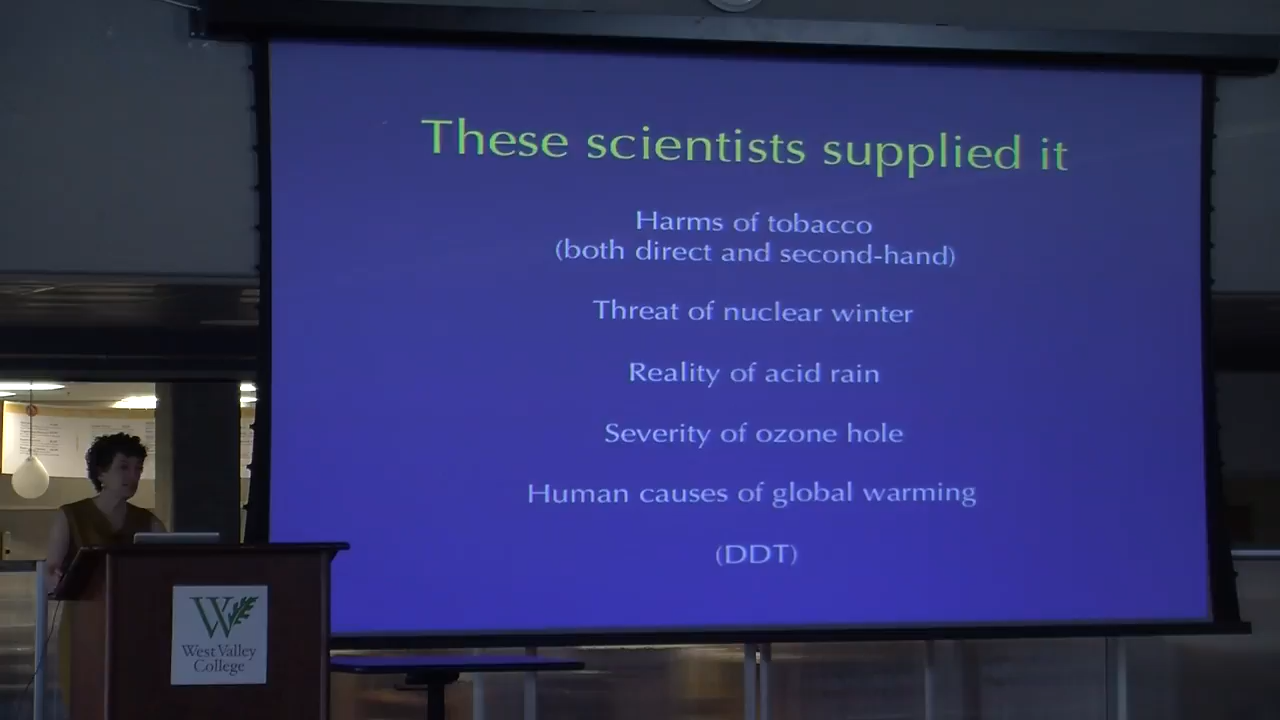 These scientists supplied it
Harms of tobacco
(both direct and second-hand)
Threat of nuclear winter
Reality of acid rain
Severity of ozone hole
Human causes of global warming
(DDT)
W
West Valley
College